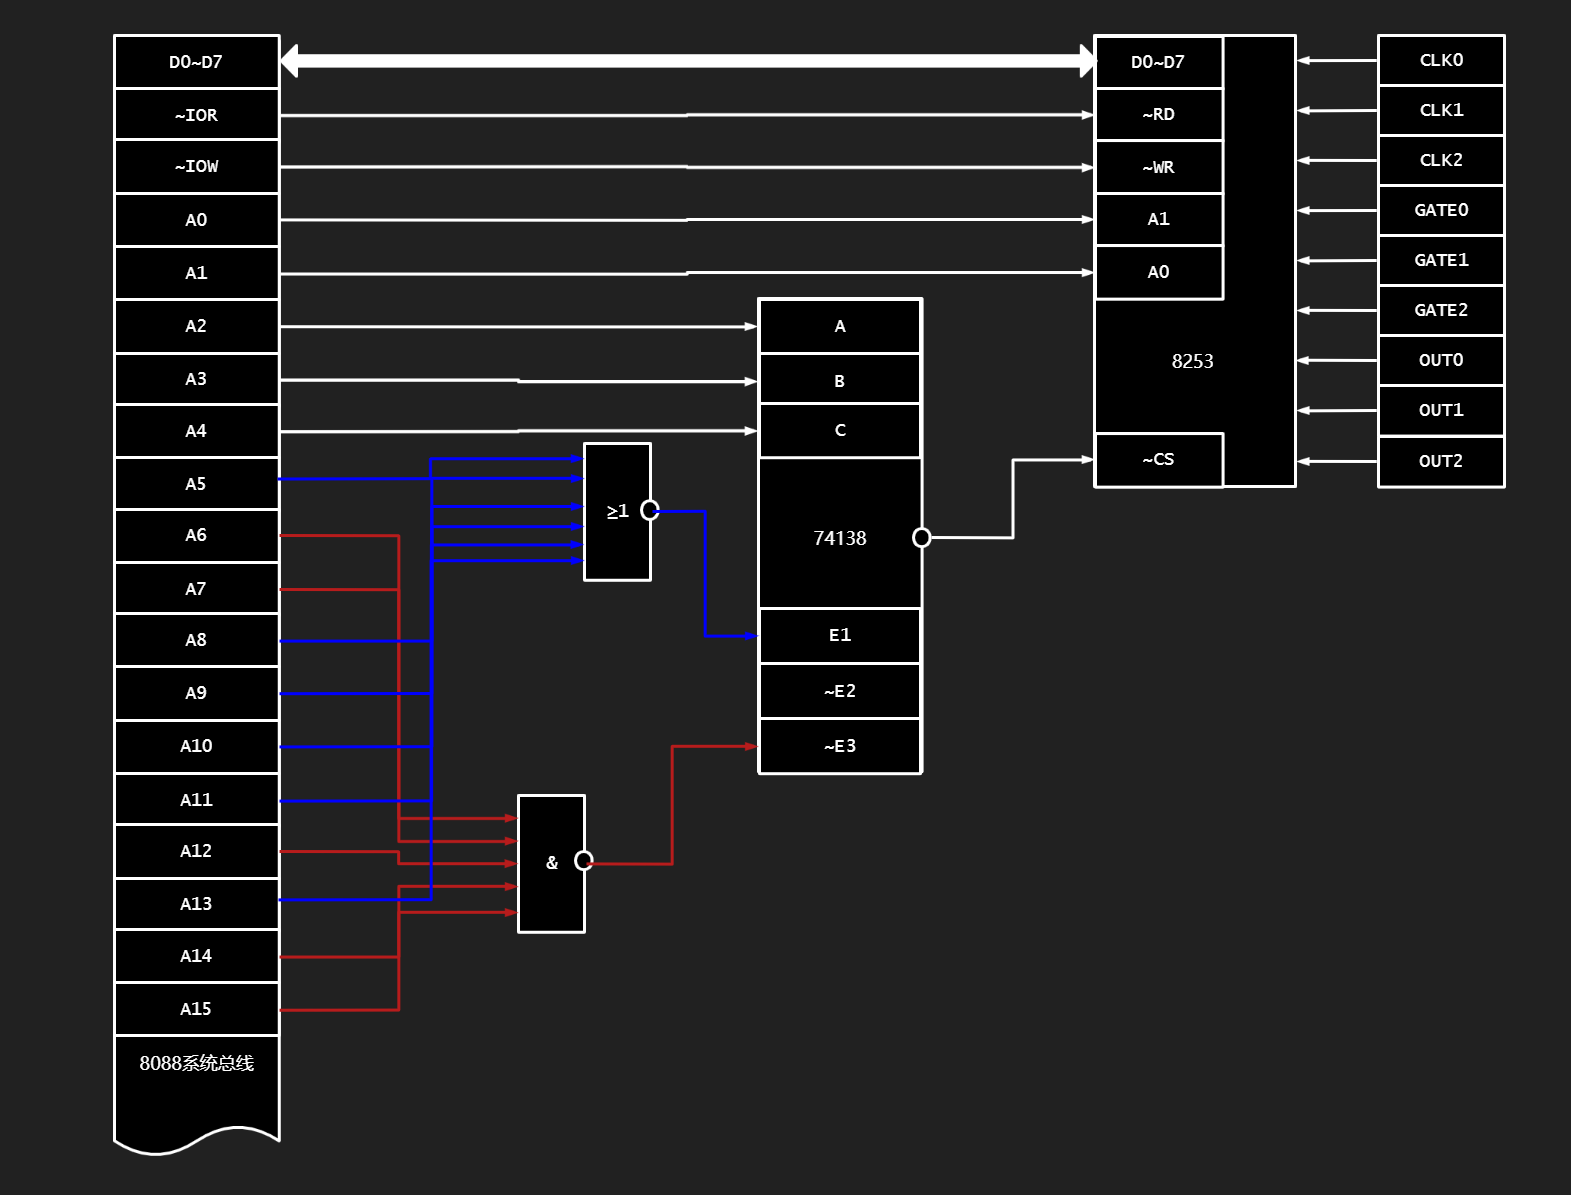 D0~D7
~IOR
~IOW
A0
A1
A2
A3
A4
A5
A6
A7
A8
A9
A10
A11
A12
A13
A14
A15
8088系统总线
≥1
&
A
B
C
74138
E1
~E2
~E3
D0~D7
~RD
~WR
A1
A0
8253
~CS
CLK0
CLK1
CLK2
GATE0
GATE1
GATE2
OUT0
OUT1
OUT2